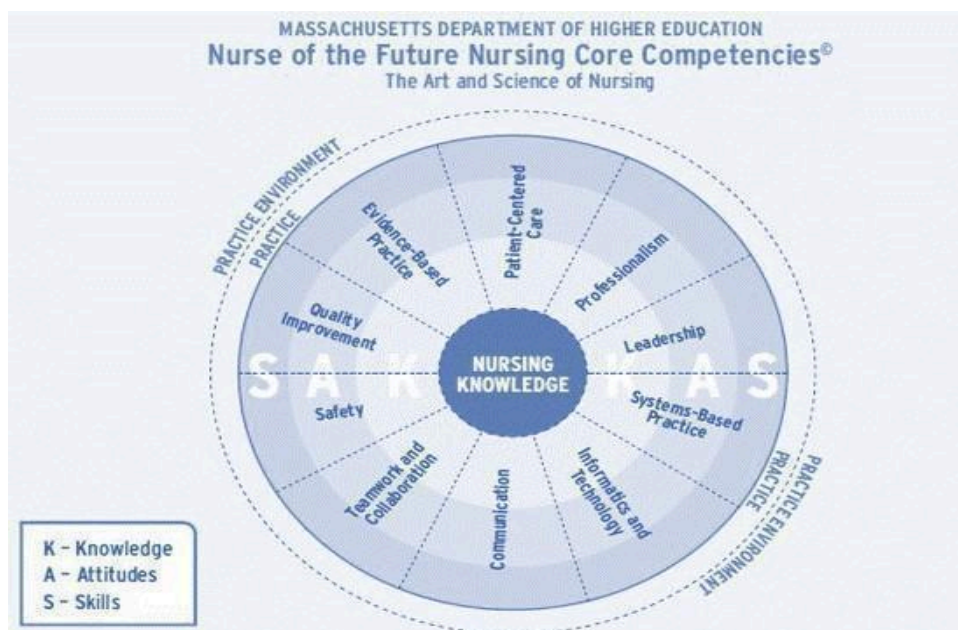 MASSACHUSETTS DEPARTMENT OF HIGHER EDUCATION
Nurse of the Future Nursing Core Competencies©
The Art and Science of Nursing
PRACTICE ENVIRONMENT
PRACTICE
Patient-Centered
Care
Professionalism
Leadership
Systems-Based
Practice
Informatics and
Technology
Communication
Teamwork and
Collaboration
Safety
Quality
Improvement
Evidence-Based
Practice
S A K
NURSING
KNOWLEDGE
K A S
PRACTICE
PRACTICE ENVIRONMENT
K – Knowledge
A – Attitudes
S – Skills